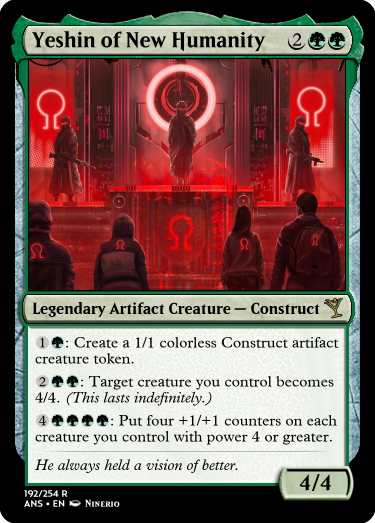 Yeshin of New Humanity 2
Ω Ω
Ω
Ω Ω
Legendary Artifact Creature — Construct
1: Create a 1/1 colorless Construct artifact
creature token.
2: Target creature you control becomes
4/4. (This lasts indefinitely.)
4: Put four +1/+1 counters on each
creature you control with power 4 or greater.
He always held a vision of better.
4/4
192/254 R
ANS • EN Ninerio